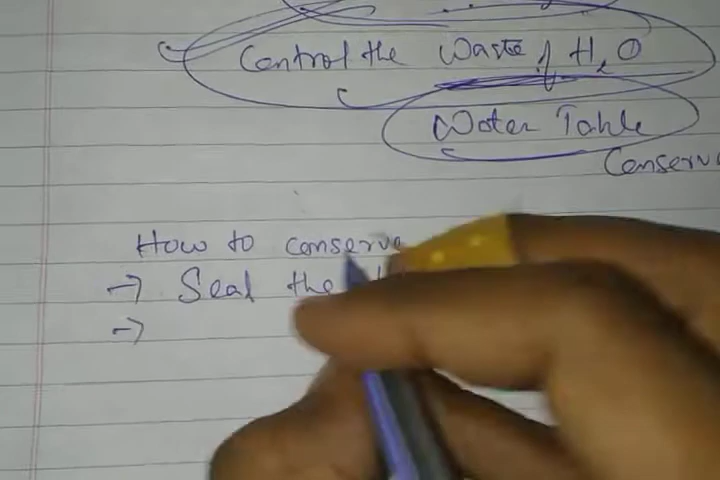 Control the Waste of H2O
Water Table
Conserv
How to conserve
→ Seal the
→